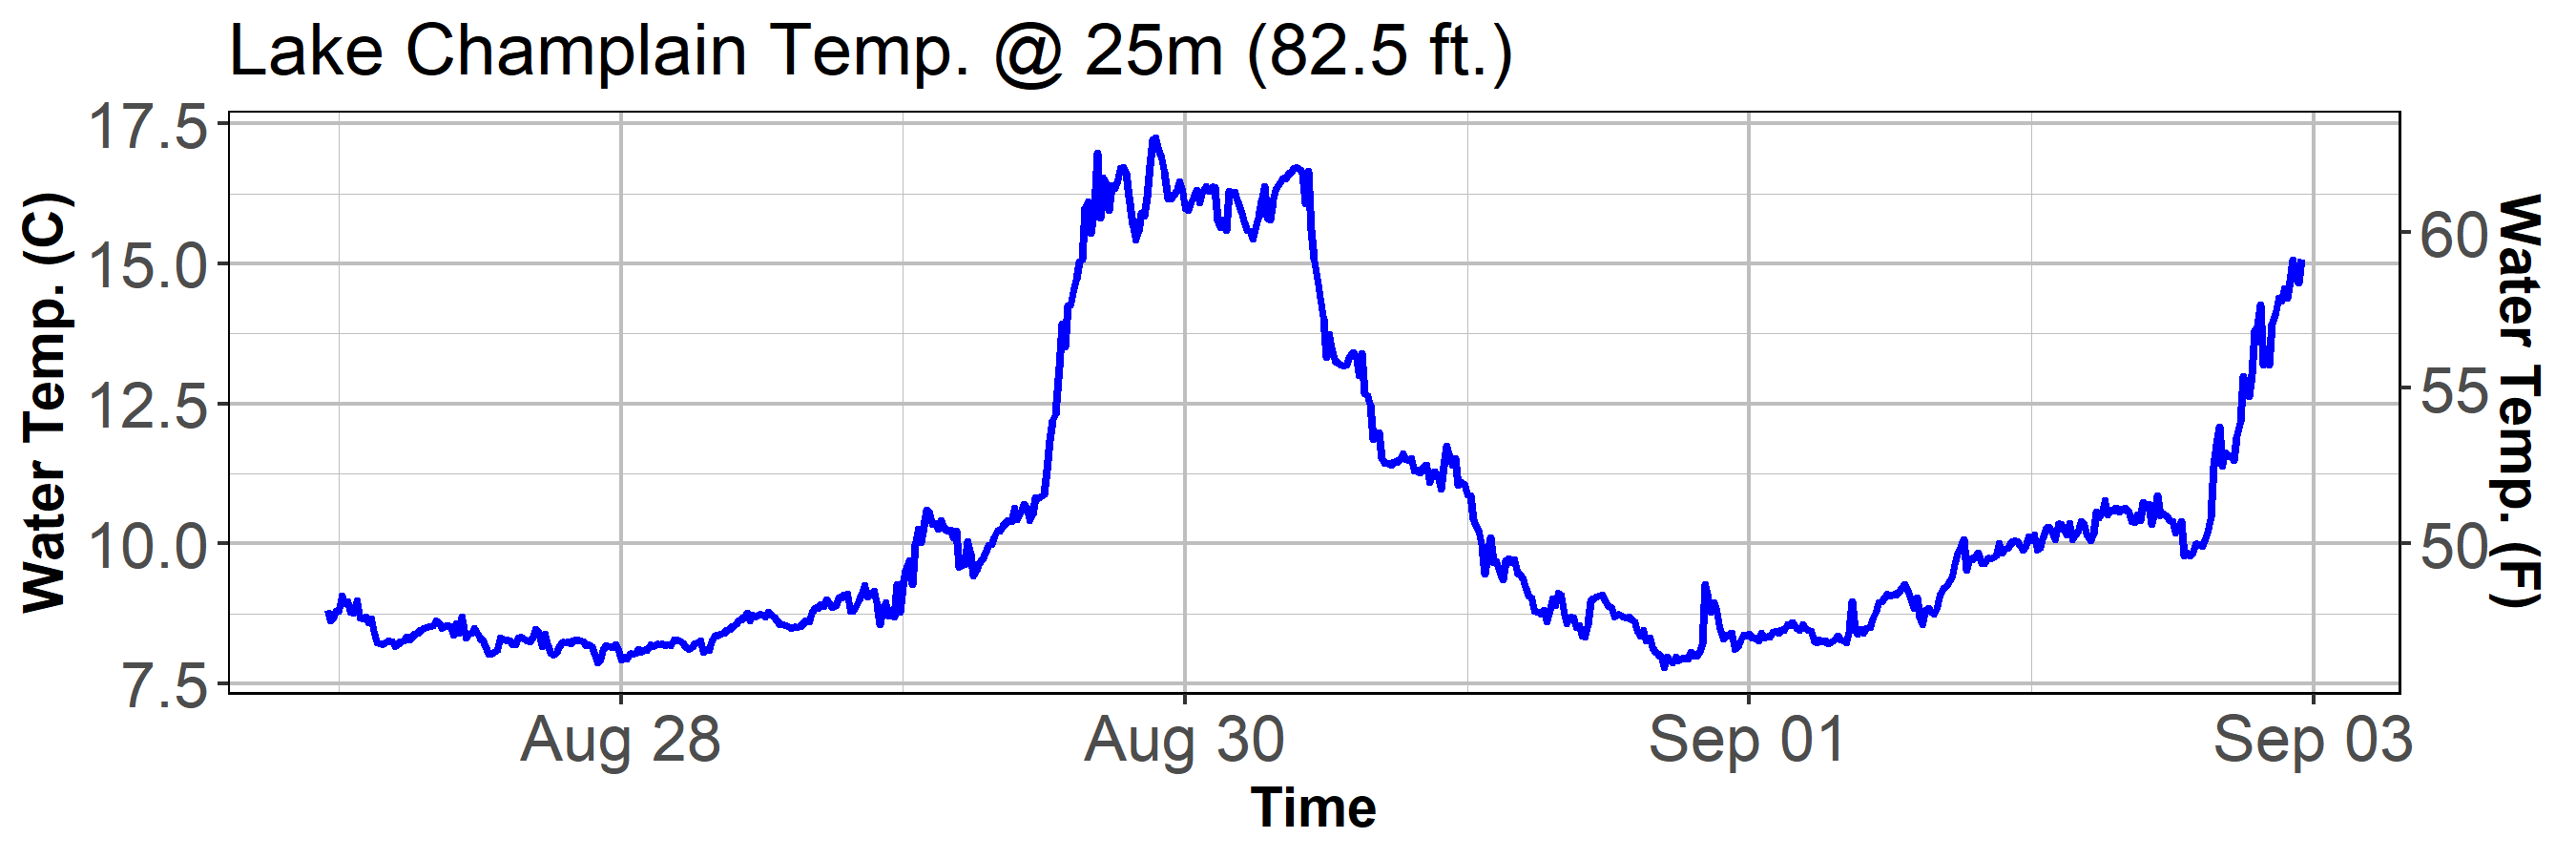 Lake Champlain Temp. @ 25m (82.5 ft.)
Water Temp. (C)
17.5
15.0
12.5
10.0
7.5
Water Temp. (F)
60
55
50
Aug 28
Aug 30
Sep 01
Sep 03
Time